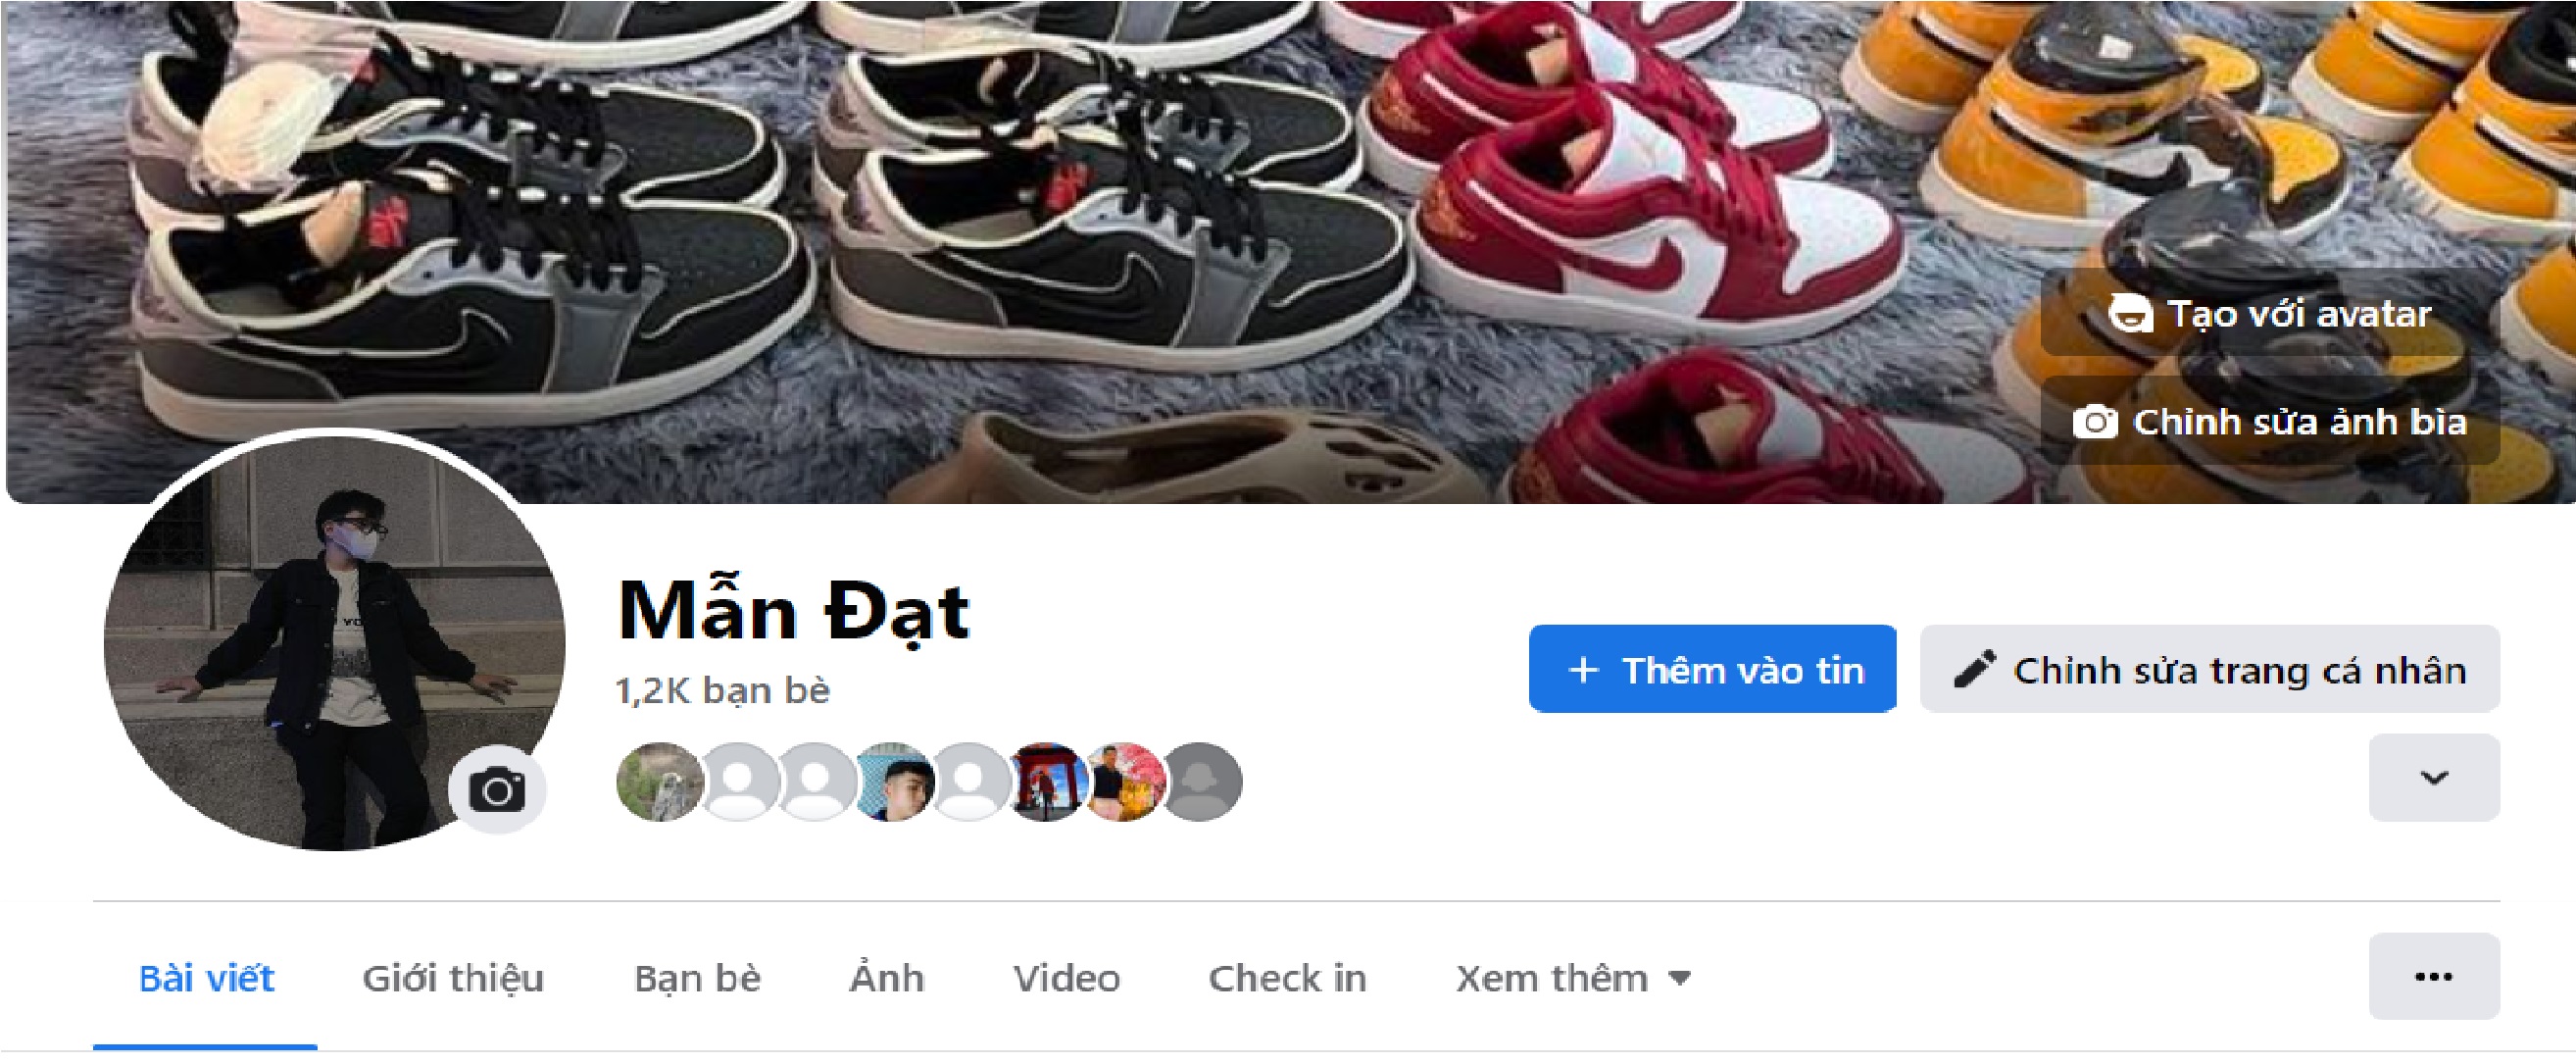 Tạo với avatar
Chỉnh sửa ảnh bìa
Mẫn Đạt
1,2K bạn bè
+ Thêm vào tin
Chỉnh sửa trang cá nhân
Bài viết
Giới thiệu
Bạn bè
Ảnh
Video
Check in
Xem thêm